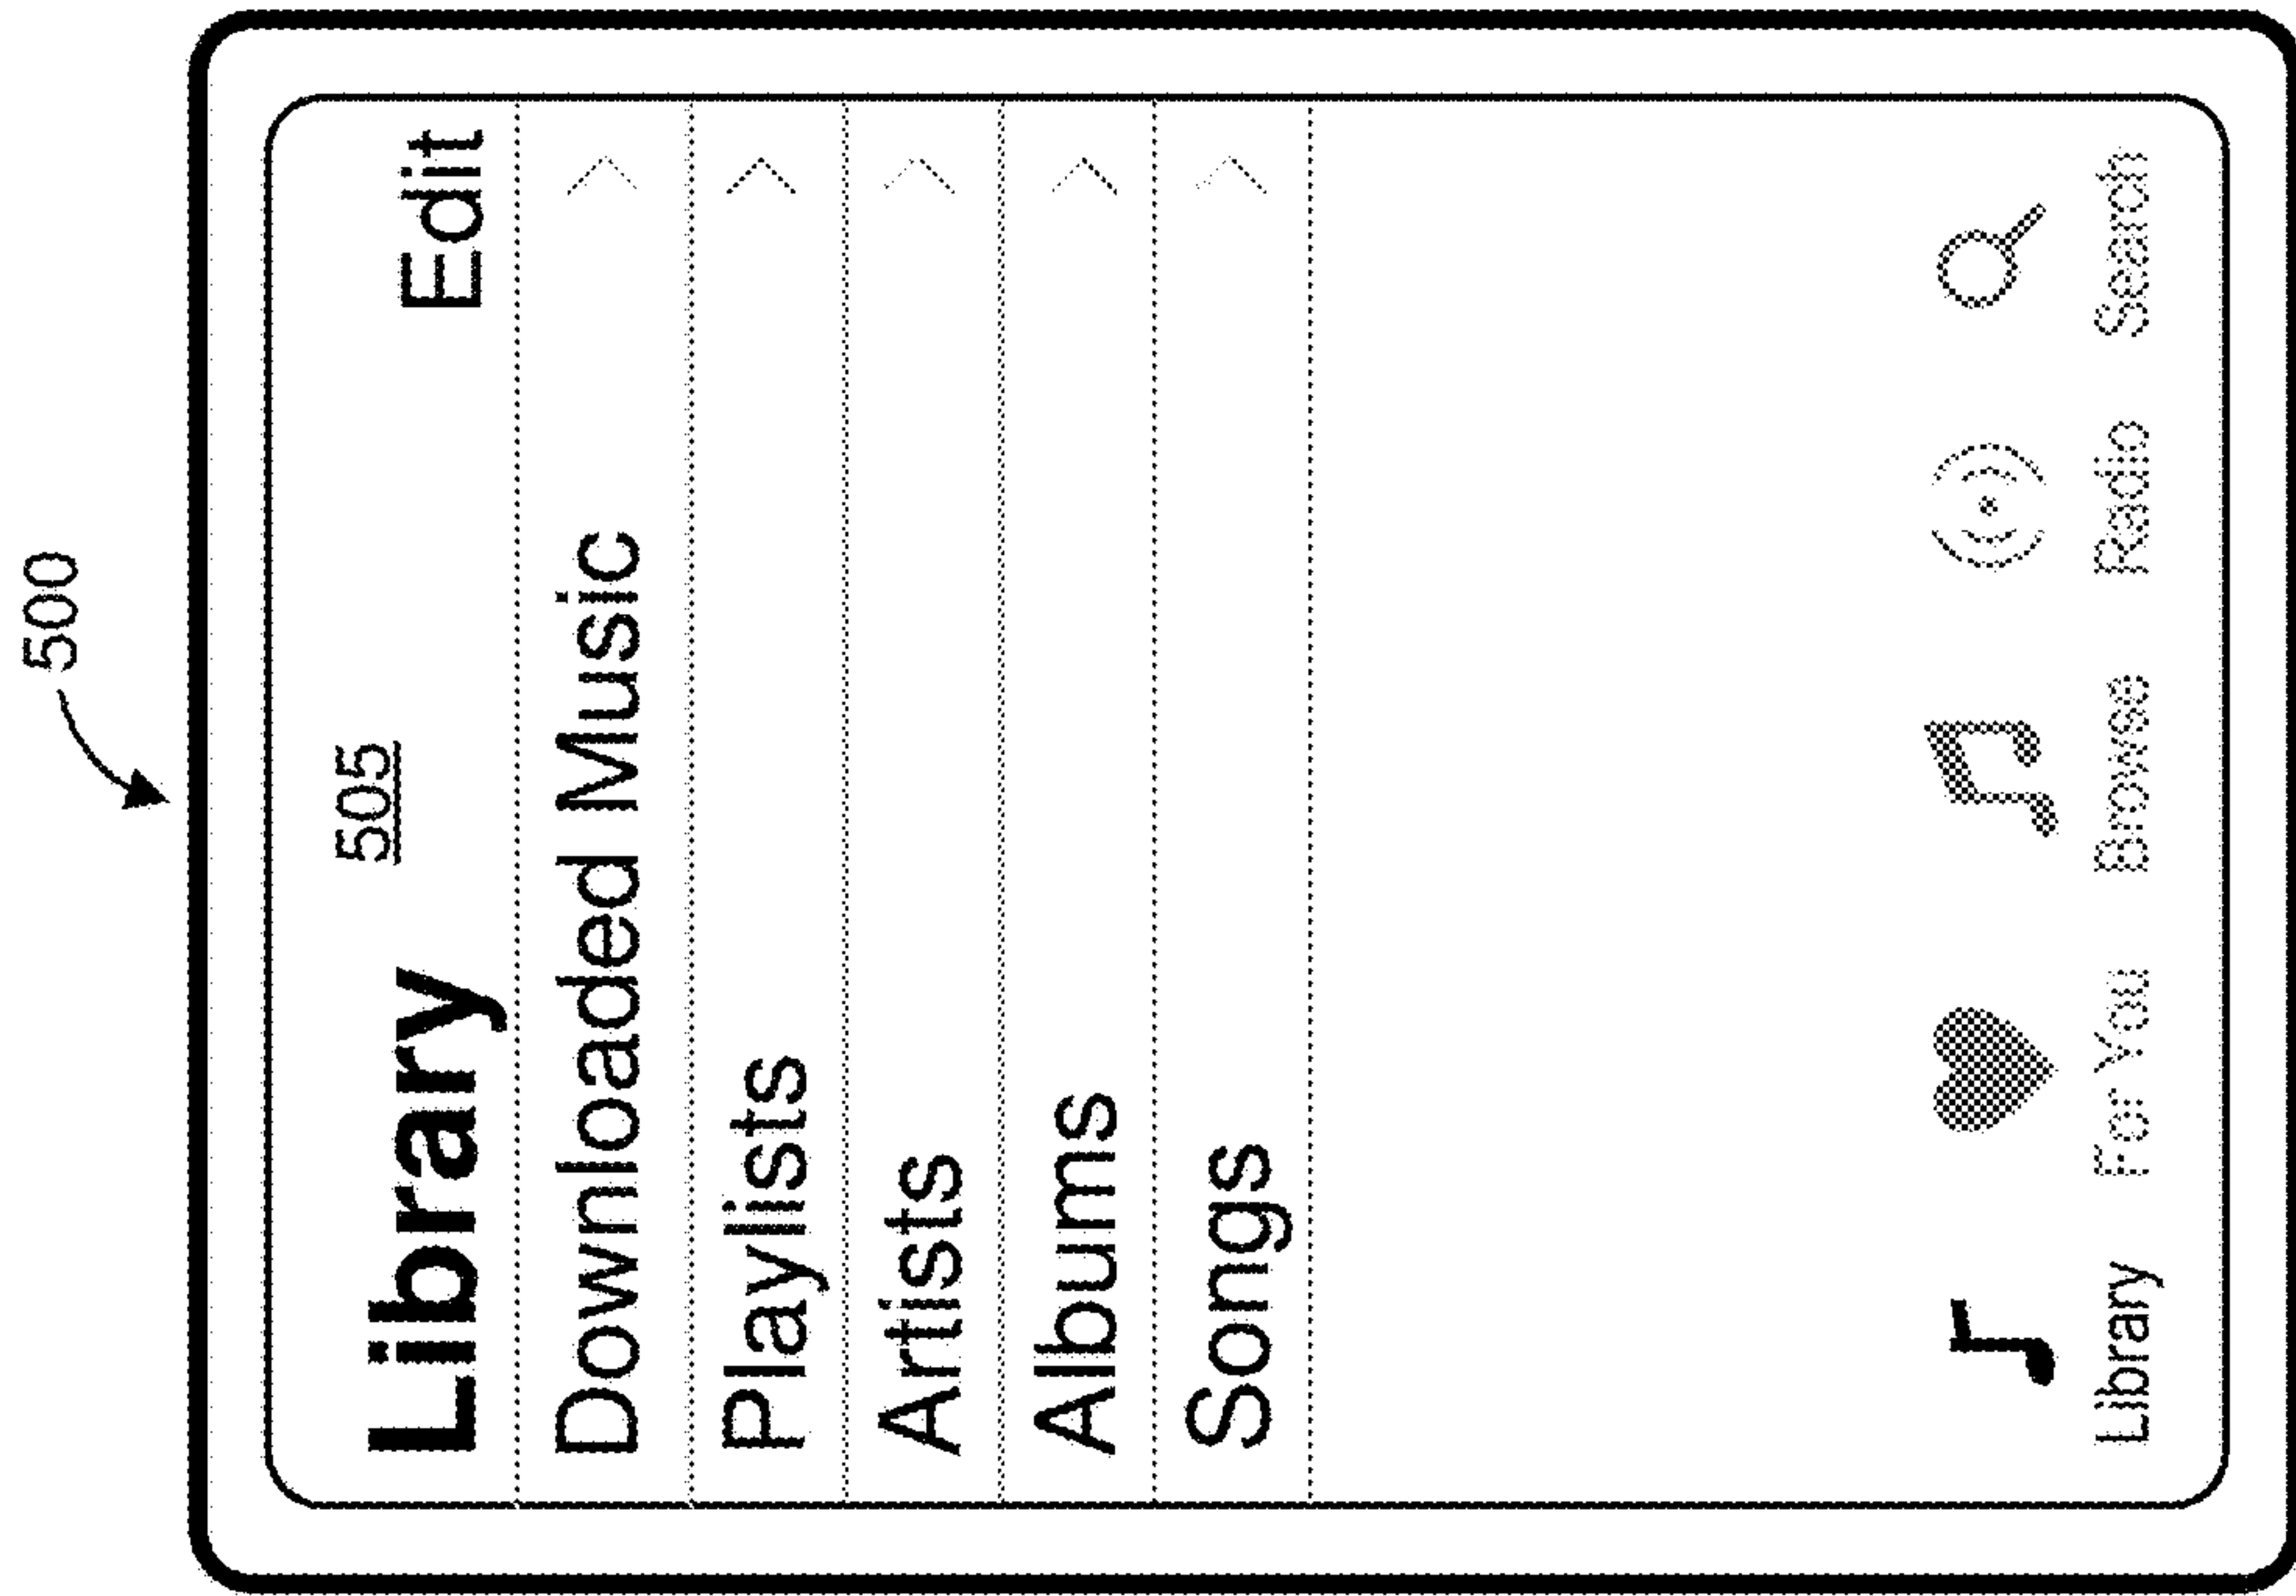 500
505
Library Edit
Downloaded Music
Playlists
Artists
Albums
Songs
Library For You Browse Radio Search